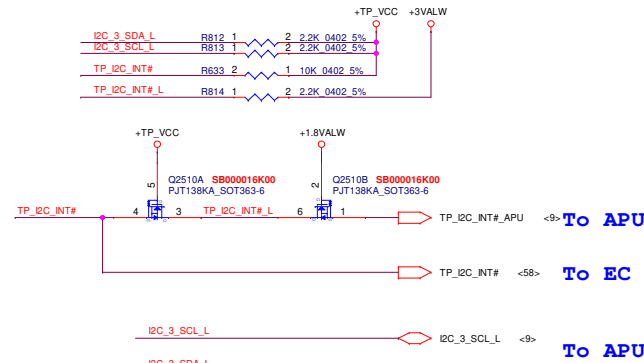 +TP_VCC +3VALW
I2C_3_SDA_L R812 1 2 2.2K_0402_5%
I2C_3_SCL_L R813 1 2 2.2K_0402_5%
TP_I2C_INT# R633 2 1 10K_0402_5%
TP_I2C_INT#_L R814 1 2 2.2K_0402_5%
+TP_VCC +1.8VALW
Q2510A SB000016K00 Q2510B SB000016K00
PJT138KA_SOT363-6 PJT138KA_SOT363-6
5 2
TP_I2C_INT# 4 3 TP_I2C_INT#_L 6 1 TP_I2C_INT#_APU <9> To APU
TP_I2C_INT# <58> To EC
I2C_3_SCL_L I2C_3_SCL_L <9>
To APU
I2C_3_SDA_L